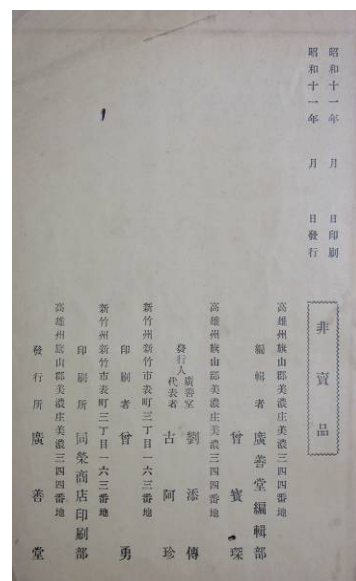 昭和十一年 月 日印刷
昭和十一年 月 日發行
非賣品
高雄州旗山郡美濃庄美濃三四四番地
編輯者 廣善堂編輯部
曾寶琛
高雄州旗山郡美濃庄美濃三四四番地
發行人 廣善堂代表者 劉添傳
古阿珍
新竹州新竹市表町三丁目一六三番地
印刷者 曾勇
新竹州新竹市表町三丁目一六三番地
印刷所 同榮商店印刷部
高雄州旗山郡美濃庄美濃三四四番地
發行所 廣善堂